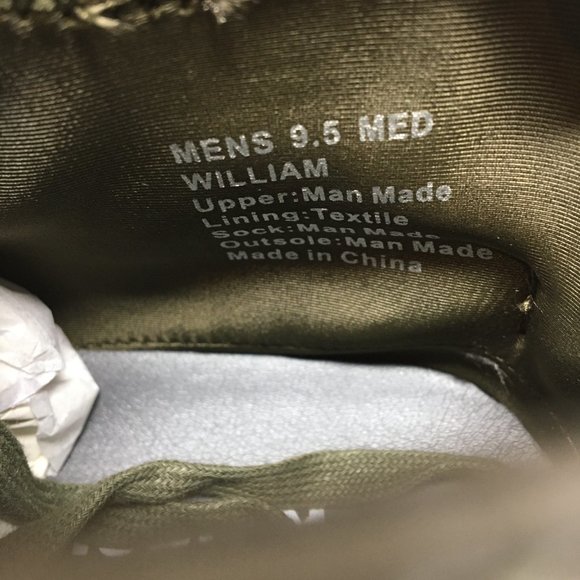 MENS 9.5 MED
WILLIAM
Upper:Man Made
Lining:Textile
Sock:Man Made
Outsole:Man Made
Made in China